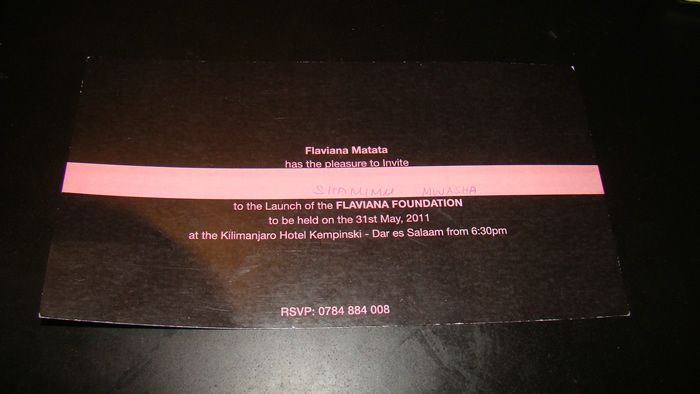 Flaviana Matata
has the pleasure to Invite
SHAMIMU MWASHA
to the Launch of the FLAVIANA FOUNDATION
to be held on the 31st May, 2011
at the Kilimanjaro Hotel Kempinski - Dar es Salaam from 6:30pm
RSVP: 0784 884 008